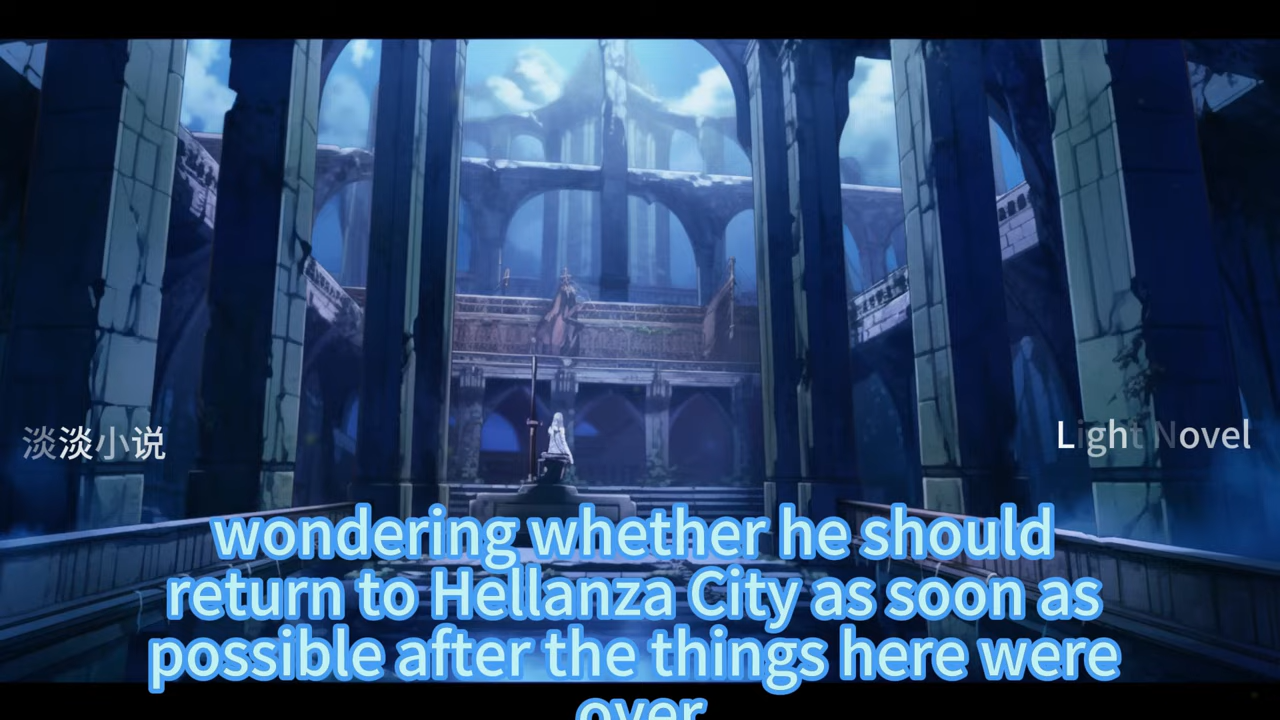 淡淡小说
Light Novel
wondering whether he should
return to Hellanza City as soon as
possible after the things here were
over